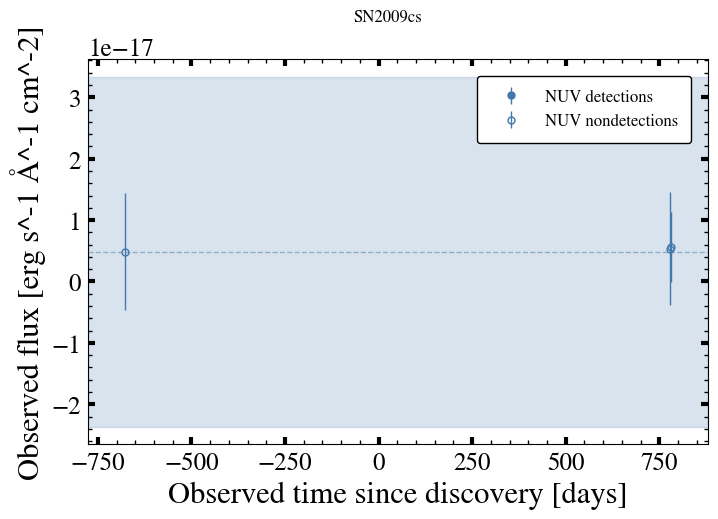 SN2009cs
1e−17
Observed flux [erg s^-1 Å^-1 cm^-2]
3
2
1
0
−1
−2
NUV detections
NUV nondetections
−750
−500
−250
0
250
500
750
Observed time since discovery [days]